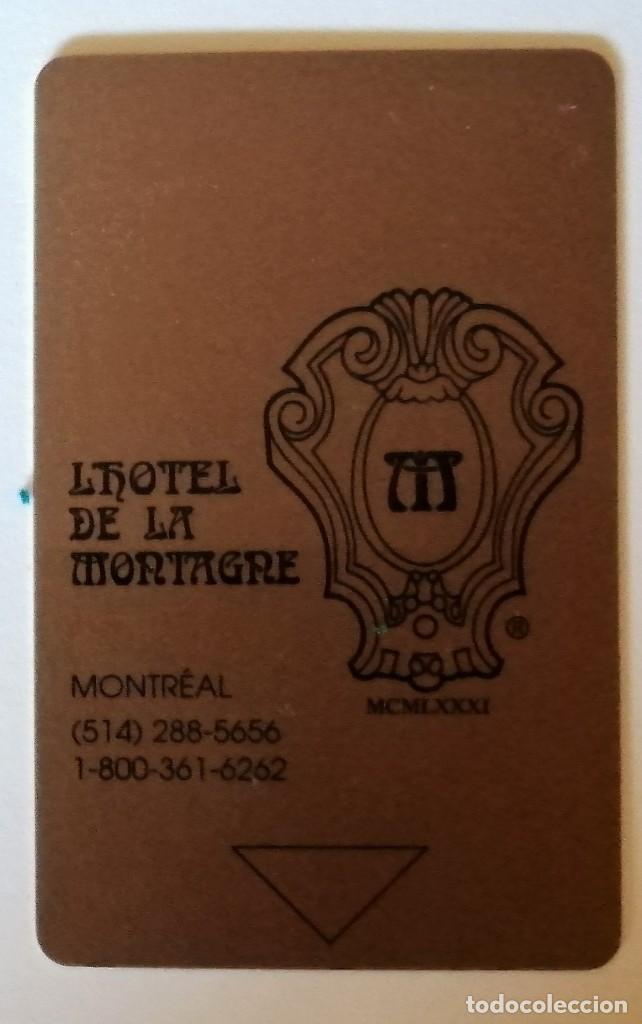 LHOTEL
DE LA
MONTAGNE
M
®
MCMLXXXI
MONTRÉAL
(514) 288-5656
1-800-361-6262
todocoleccion